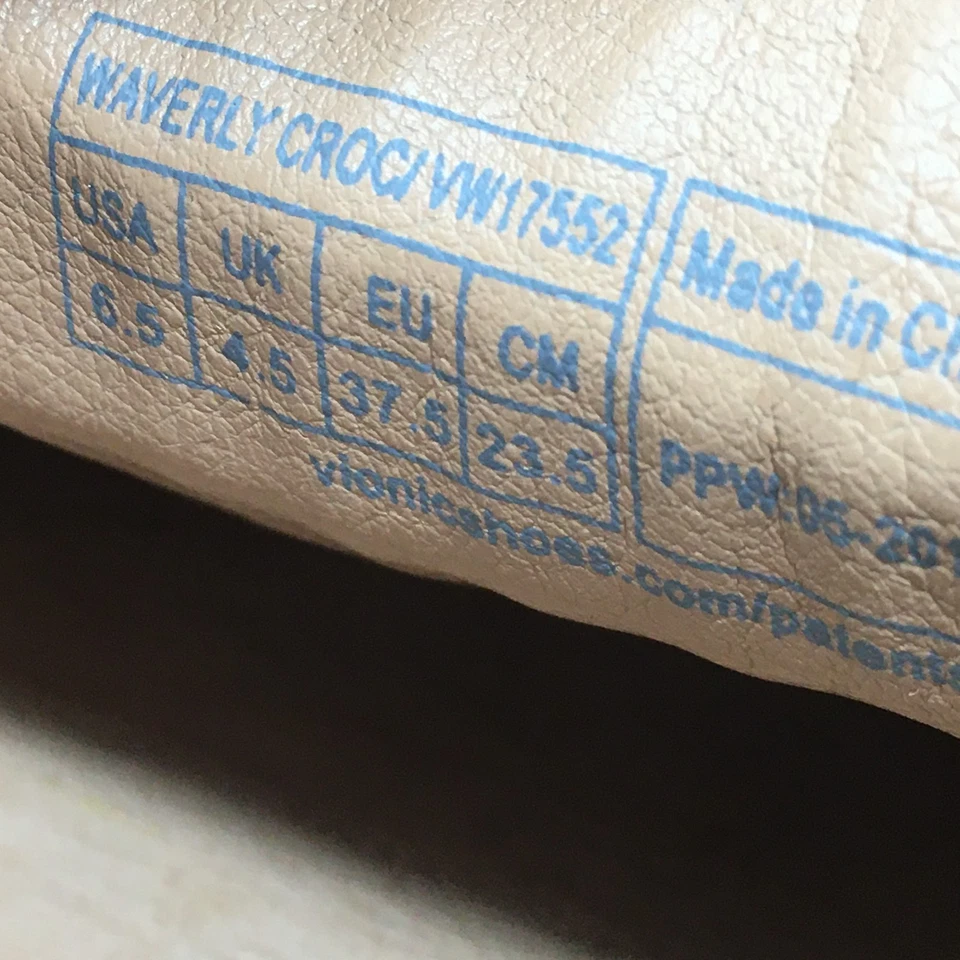 WAVERLY CROC/ VW17552
USA UK EU CM
6.5 4.5 37.5 23.5
Made in
PPW:
vionicshoes.com/patents